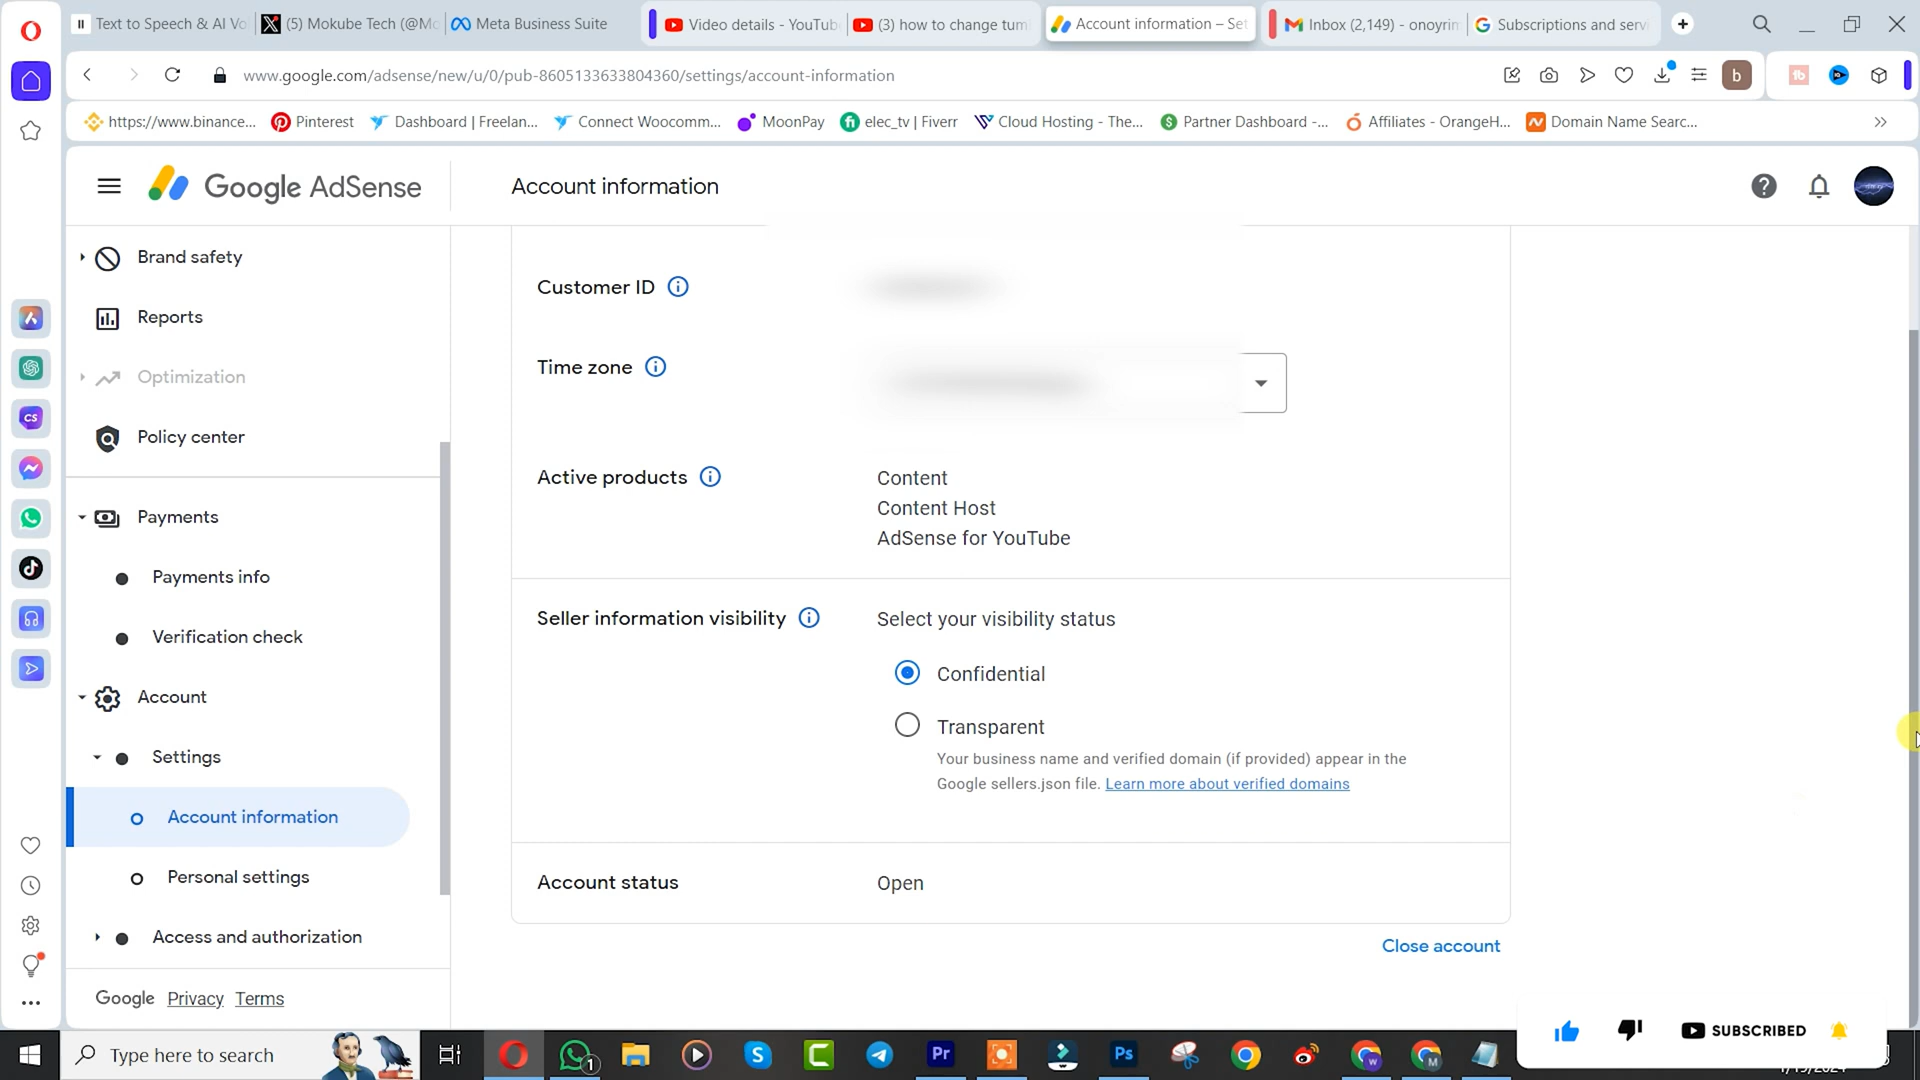 Text to Speech & AI Vo
(5) Mokube Tech (@Mo
Meta Business Suite
Video details - YouTub
(3) how to change tum
Account information – Set
Inbox (2,149) - onoyrim
Subscriptions and serv
www.google.com/adsense/new/u/0/pub-8605133633804360/settings/account-information
b
https://www.binance...
Pinterest
Dashboard | Freelan...
Connect Woocomm...
MoonPay
elec_tv | Fiverr
Cloud Hosting - The...
Partner Dashboard -...
Affiliates - OrangeH...
Domain Name Searc...
Google AdSense
Account information
Brand safety
Reports
Optimization
Policy center
Payments
Payments info
Verification check
Account
Settings
Account information
Personal settings
Access and authorization
Google Privacy Terms
Customer ID
Time zone
Active products
Content
Content Host
AdSense for YouTube
Seller information visibility
Select your visibility status
Confidential
Transparent
Your business name and verified domain (if provided) appear in the
Google sellers.json file. Learn more about verified domains
Account status
Open
Close account
SUBSCRIBED
Type here to search